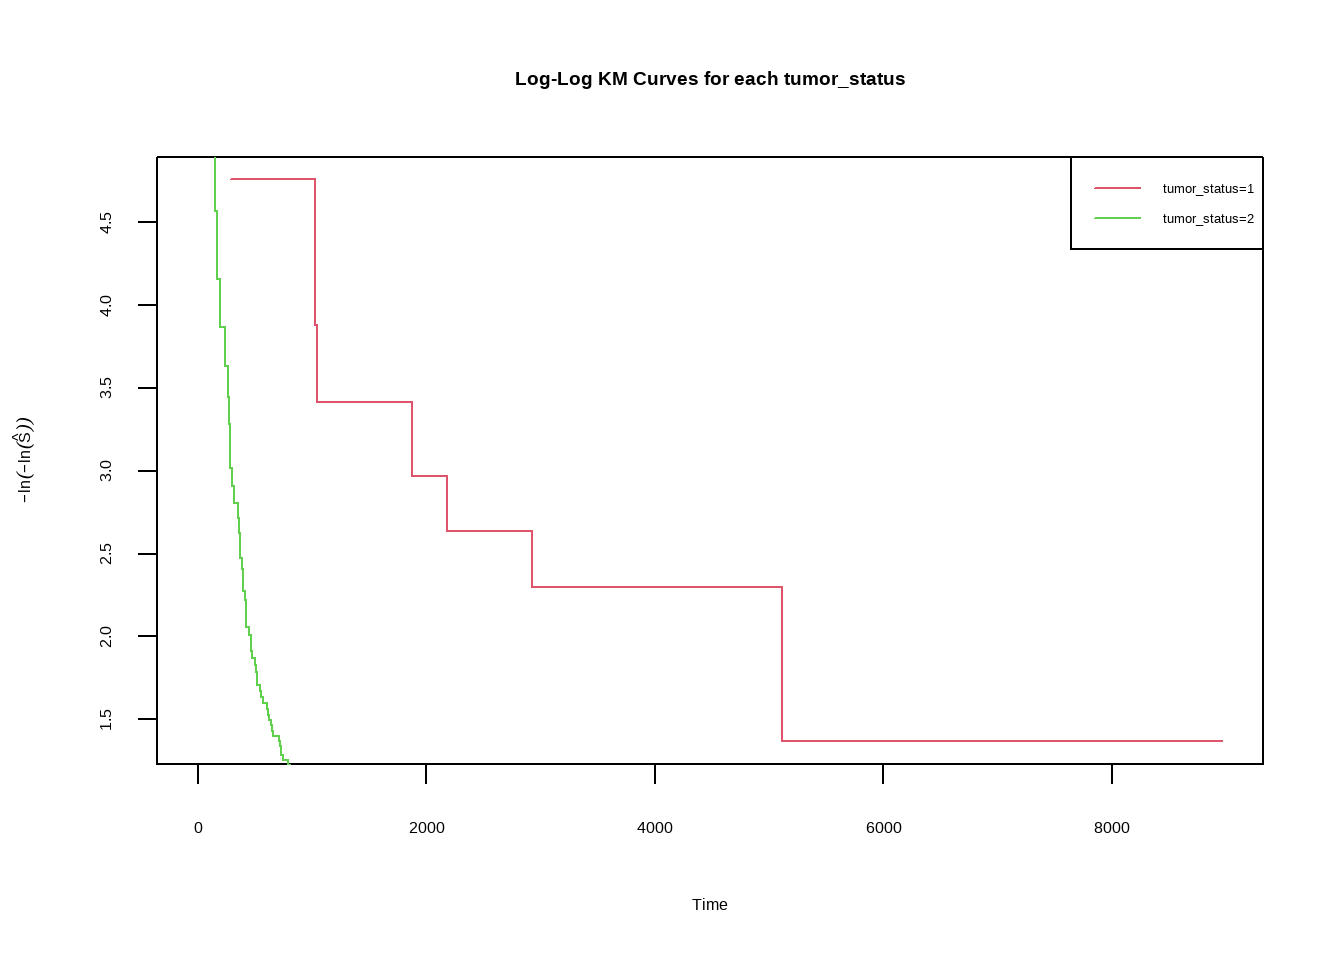 Log-Log KM Curves for each tumor_status
tumor_status=1
tumor_status=2
−ln(−ln(Ŝ))
4.5
4.0
3.5
3.0
2.5
2.0
1.5
0 2000 4000 6000 8000
Time